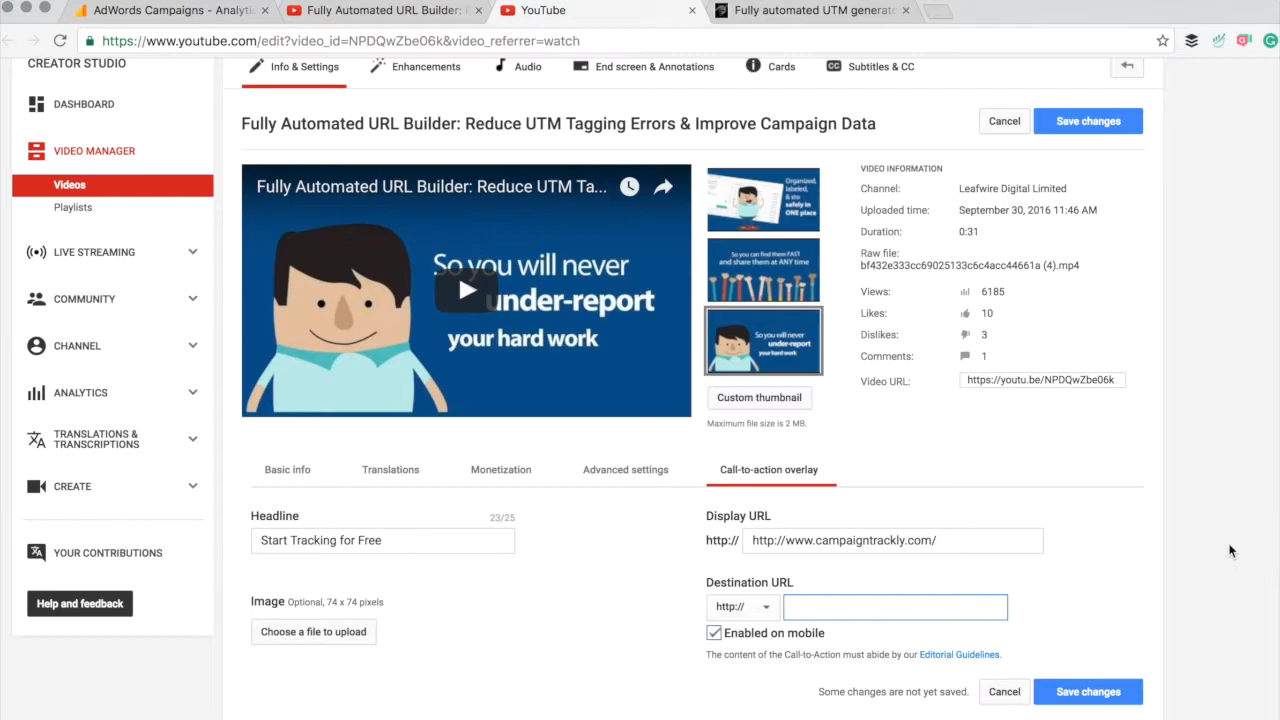 AdWords Campaigns - Analytic
Fully Automated URL Builder:
YouTube
Fully automated UTM generato
https://www.youtube.com/edit?video_id=NPDQwZbe06k&video_referrer=watch
CREATOR STUDIO
DASHBOARD
VIDEO MANAGER
Videos
Playlists
LIVE STREAMING
COMMUNITY
CHANNEL
ANALYTICS
TRANSLATIONS &
TRANSCRIPTIONS
CREATE
YOUR CONTRIBUTIONS
Help and feedback
Info & Settings
Enhancements
Audio
End screen & Annotations
Cards
CC Subtitles & CC
Fully Automated URL Builder: Reduce UTM Tagging Errors & Improve Campaign Data
Cancel
Save changes
Fully Automated URL Builder: Reduce UTM Ta...
So you will never
under-report
your hard work
Organized,
labeled,
& site
safely in
ONE place
So you can find them FAST
and share them at ANY time
So you will never
under-report
your hard work
Custom thumbnail
Maximum file size is 2 MB.
VIDEO INFORMATION
Channel: Leafwire Digital Limited
Uploaded time: September 30, 2016 11:46 AM
Duration: 0:31
Raw file:
bf432e333cc69025133c6c4acc44661a (4).mp4
Views: 6185
Likes: 10
Dislikes: 3
Comments: 1
Video URL: https://youtu.be/NPDQwZbe06k
Basic info
Translations
Monetization
Advanced settings
Call-to-action overlay
Headline
23/25
Start Tracking for Free
Image Optional, 74 x 74 pixels
Choose a file to upload
Display URL
http:// http://www.campaigntrackly.com/
Destination URL
http://
Enabled on mobile
The content of the Call-to-Action must abide by our Editorial Guidelines.
Some changes are not yet saved.
Cancel
Save changes